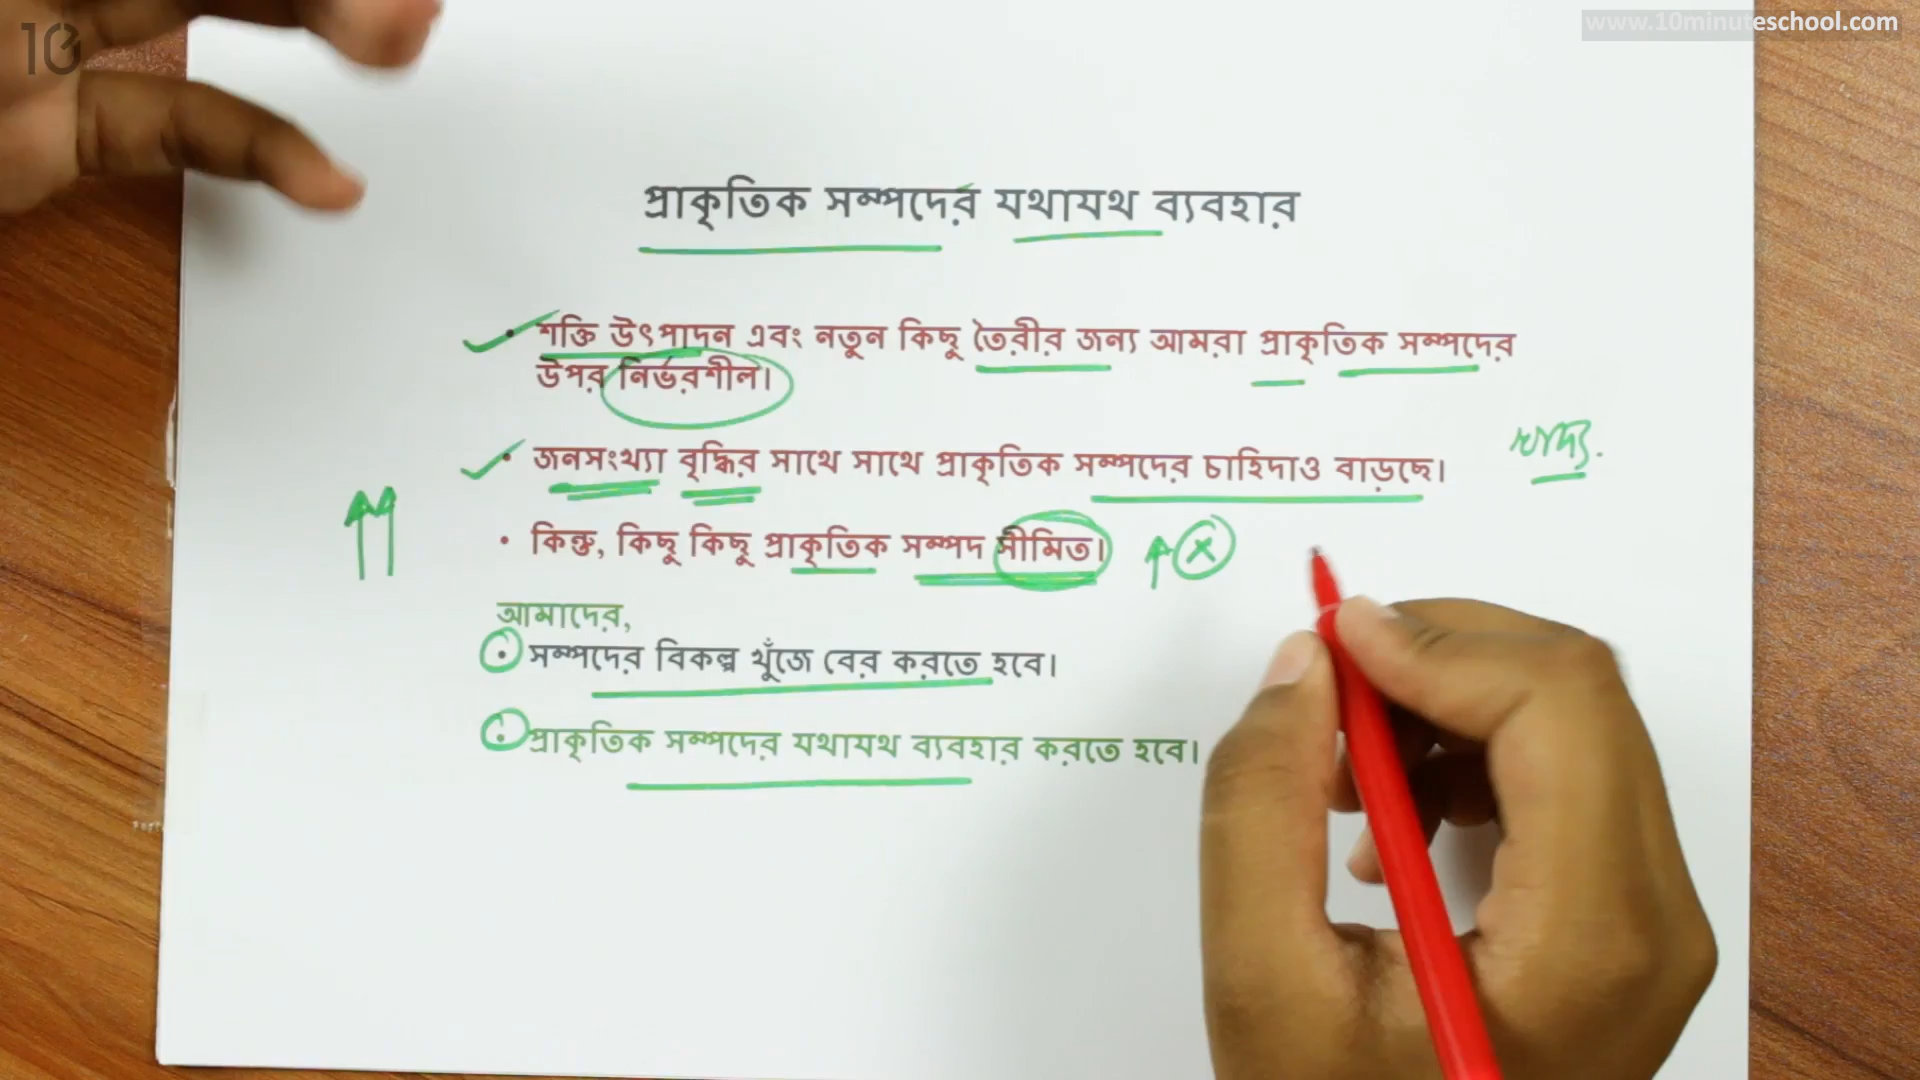 10
www.10minuteschool.com
প্রাকৃতিক সম্পদের যথাযথ ব্যবহার
• শক্তি উৎপাদন এবং নতুন কিছু তৈরীর জন্য আমরা প্রাকৃতিক সম্পদের
উপর নির্ভরশীল।
• জনসংখ্যা বৃদ্ধির সাথে সাথে প্রাকৃতিক সম্পদের চাহিদাও বাড়ছে।
খাদ্য.
• কিন্তু, কিছু কিছু প্রাকৃতিক সম্পদ সীমিত।
আমাদের,
• সম্পদের বিকল্প খুঁজে বের করতে হবে।
• প্রাকৃতিক সম্পদের যথাযথ ব্যবহার করতে হবে।